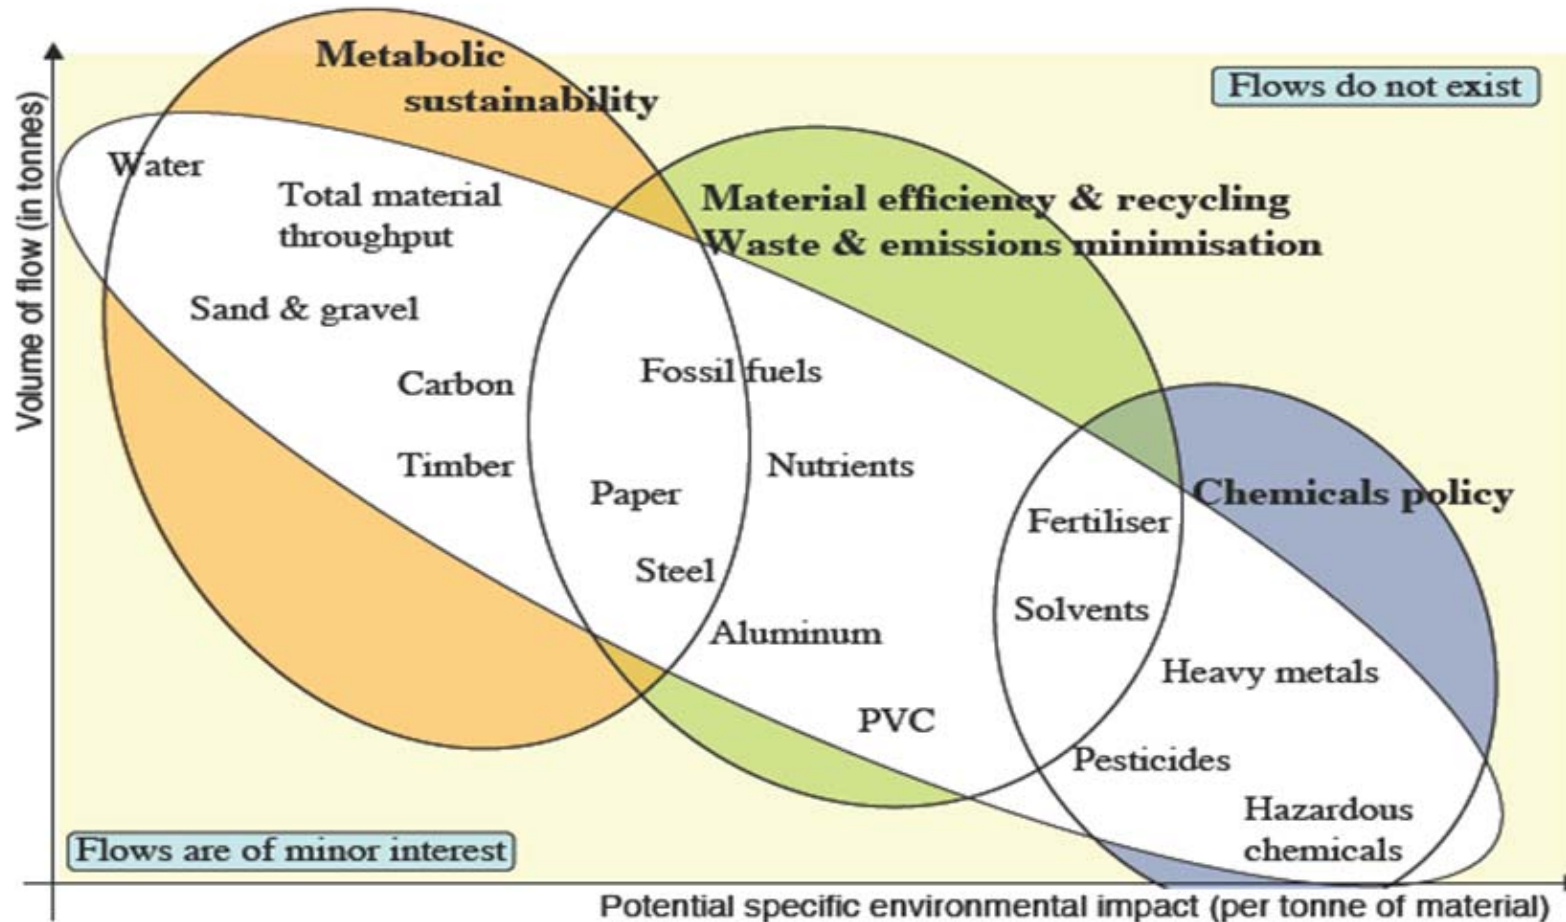 Metabolic
sustainability
Flows do not exist
Volume of flow (in tonnes)
Water
Total material
throughput
Material efficiency & recycling
Waste & emissions minimisation
Sand & gravel
Carbon
Fossil fuels
Timber
Nutrients
Paper
Chemicals policy
Fertiliser
Steel
Solvents
Aluminum
Heavy metals
PVC
Pesticides
Hazardous
chemicals
Flows are of minor interest
Potential specific environmental impact (per tonne of material)